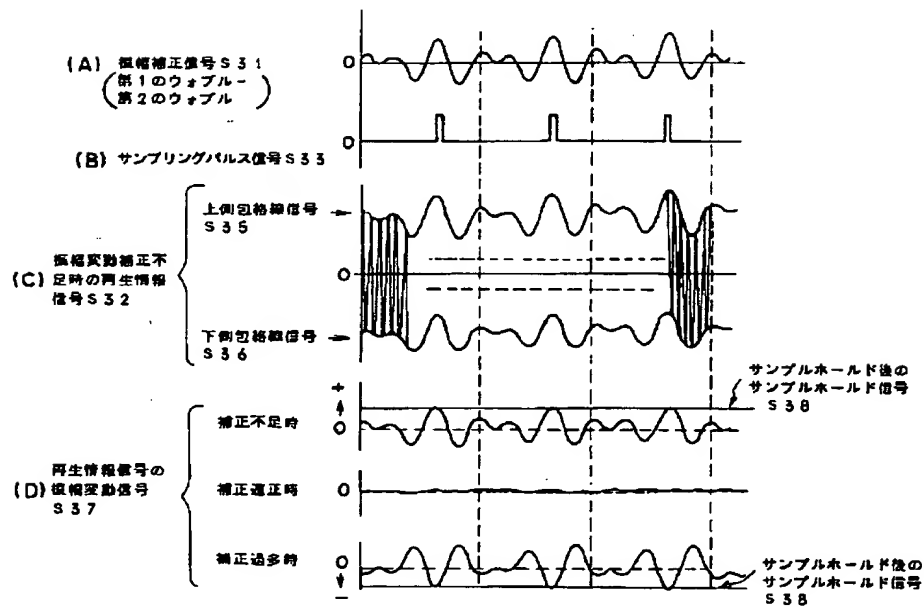 (A) 振幅補正信号S31
(第1のウォブル-
第2のウォブル)
0
0
(B) サンプリングパルス信号S33
上側包絡線信号
S35
(C) 振幅変動補正不
足時の再生情報
信号S32
0
下側包絡線信号
S36
サンプルホールド後の
サンプルホールド信号
S38
+
補正不足時
0
(D) 再生情報信号の
振幅変動信号
S37
補正適正時
0
補正過多時
0
-
サンプルホールド後の
サンプルホールド信号
S38